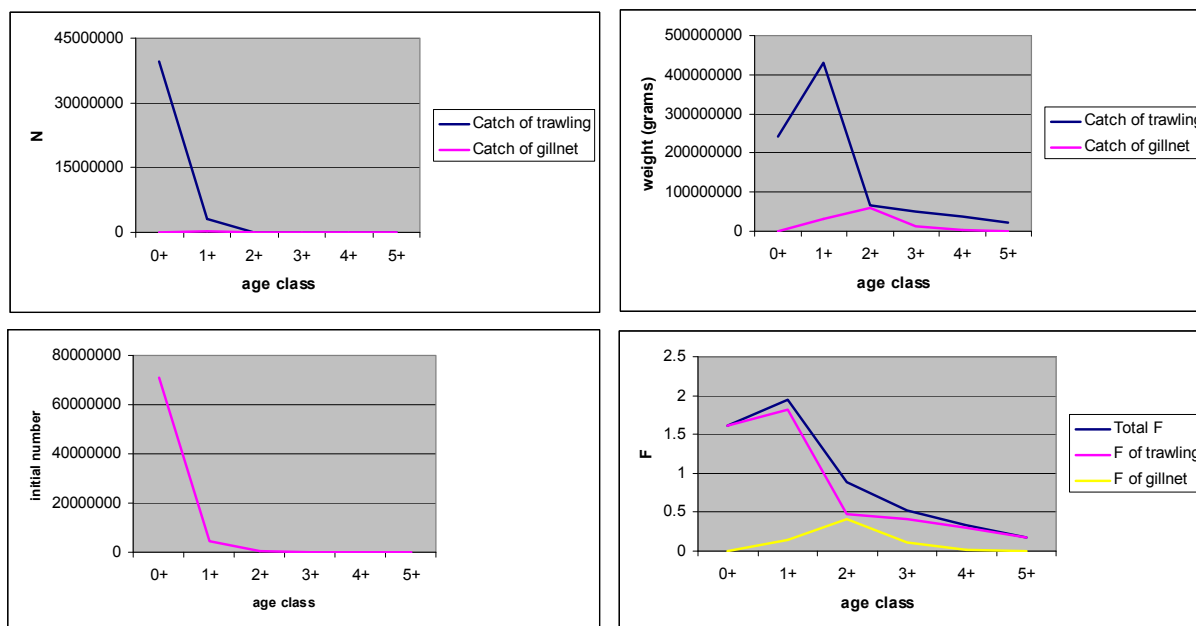 45000000
30000000
15000000
0
N
0+ 1+ 2+ 3+ 4+ 5+
age class
Catch of trawling
Catch of gillnet
500000000
400000000
300000000
200000000
100000000
0
weight (grams)
0+ 1+ 2+ 3+ 4+ 5+
age class
Catch of trawling
Catch of gillnet
80000000
60000000
40000000
20000000
0
initial number
0+ 1+ 2+ 3+ 4+ 5+
age class
2.5
2
1.5
1
0.5
0
F
0+ 1+ 2+ 3+ 4+ 5+
age class
Total F
F of trawling
F of gillnet